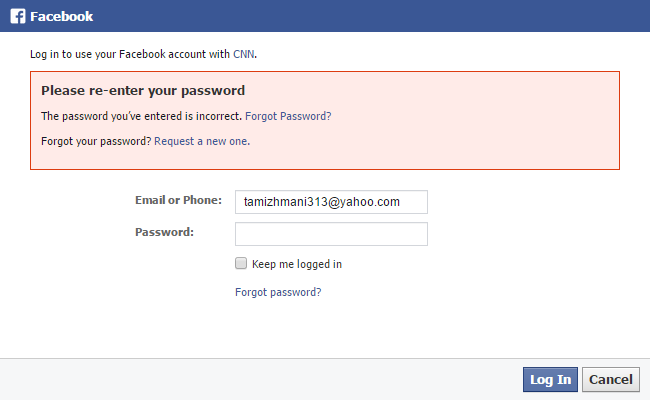 Facebook
Log in to use your Facebook account with CNN.
Please re-enter your password
The password you've entered is incorrect. Forgot Password?
Forgot your password? Request a new one.
Email or Phone: tamizhmani313@yahoo.com
Password:
Keep me logged in
Forgot password?
Log In Cancel